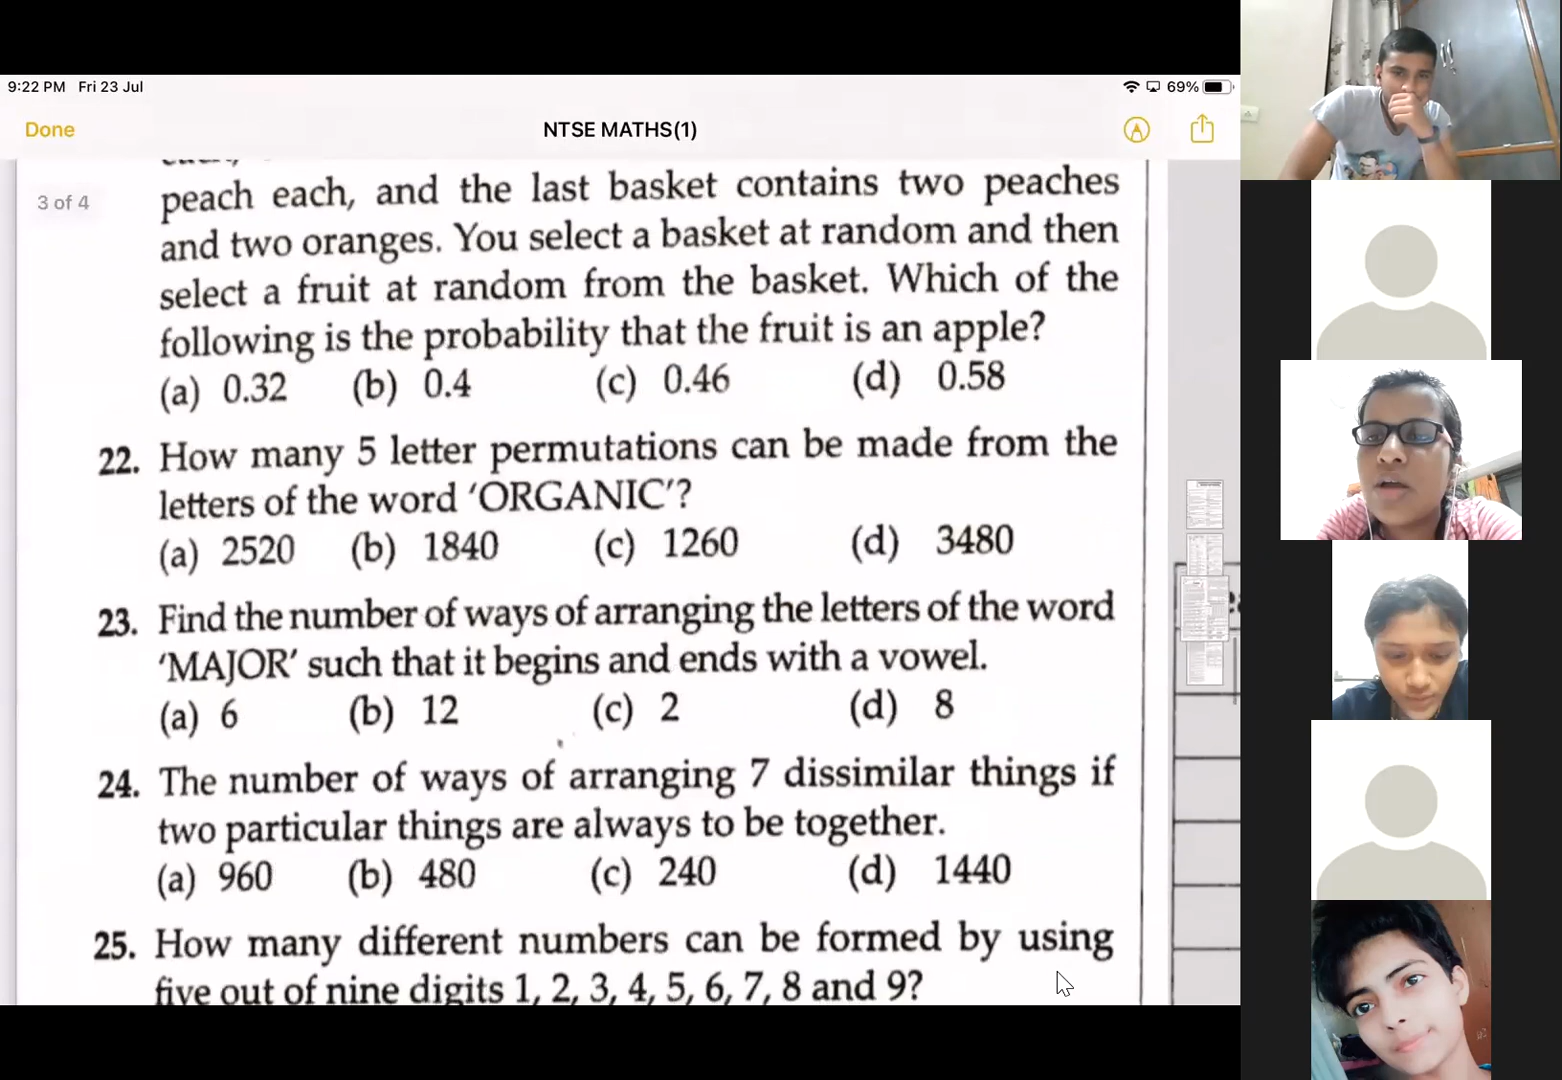 9:22 PM Fri 23 Jul
69%
Done
NTSE MATHS(1)
3 of 4
peach each, and the last basket contains two peaches
and two oranges. You select a basket at random and then
select a fruit at random from the basket. Which of the
following is the probability that the fruit is an apple?
(a) 0.32 (b) 0.4 (c) 0.46 (d) 0.58
22. How many 5 letter permutations can be made from the
letters of the word ‘ORGANIC’?
(a) 2520 (b) 1840 (c) 1260 (d) 3480
23. Find the number of ways of arranging the letters of the word
‘MAJOR’ such that it begins and ends with a vowel.
(a) 6 (b) 12 (c) 2 (d) 8
24. The number of ways of arranging 7 dissimilar things if
two particular things are always to be together.
(a) 960 (b) 480 (c) 240 (d) 1440
25. How many different numbers can be formed by using
five out of nine digits 1, 2, 3, 4, 5, 6, 7, 8 and 9?